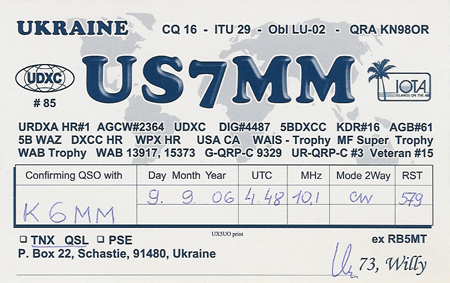 UKRAINE CQ 16 - ITU 29 - Obl LU-02 - QRA KN98OR
UDXC
# 85
US7MM
IOTA
URDXA HR#1 AGCW#2364 UDXC DIG#4487 5BDXCC KDR#16 AGB#61
5B WAZ DXCC HR WPX HR USA CA WAIS - Trophy MF Super Trophy
WAB Trophy WAB 13917, 15373 G-QRP-C 9329 UR-QRP-C #3 Veteran #15
Confirming QSO with Day Month Year UTC MHz Mode 2Way RST
K6MM 9. 9. 06 4.48 10,1 CW 579
UX5UO print
TNX QSL PSE ex RB5MT
P. Box 22, Schastie, 91480, Ukraine
73, Willy